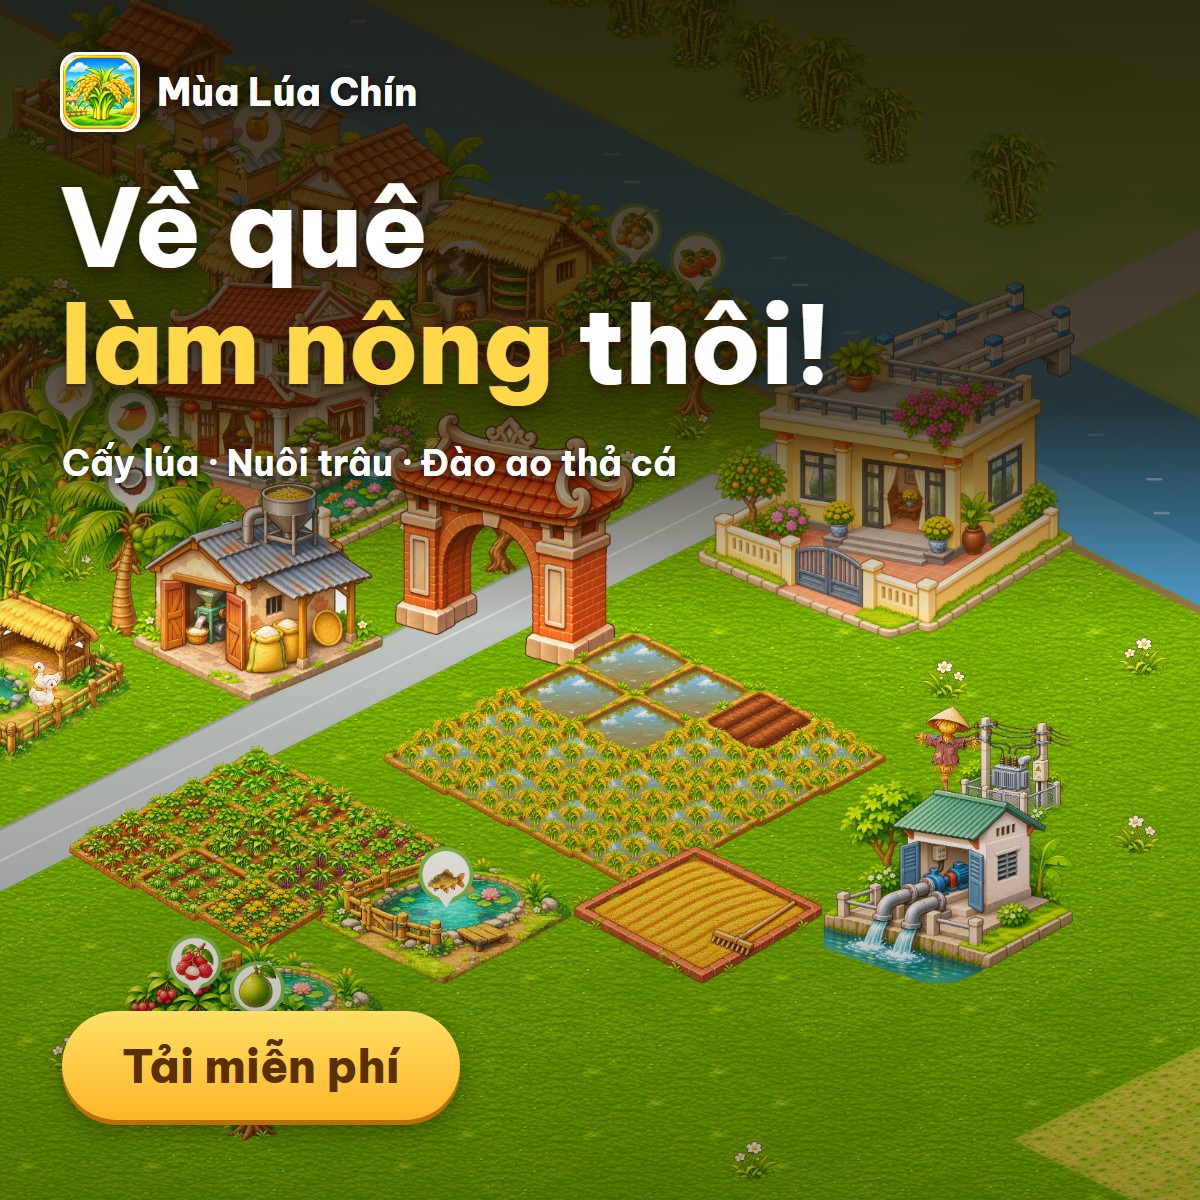 Mùa Lúa Chín
Về quê
làm nông thôi!
Cấy lúa · Nuôi trâu · Đào ao thả cá
Tải miễn phí